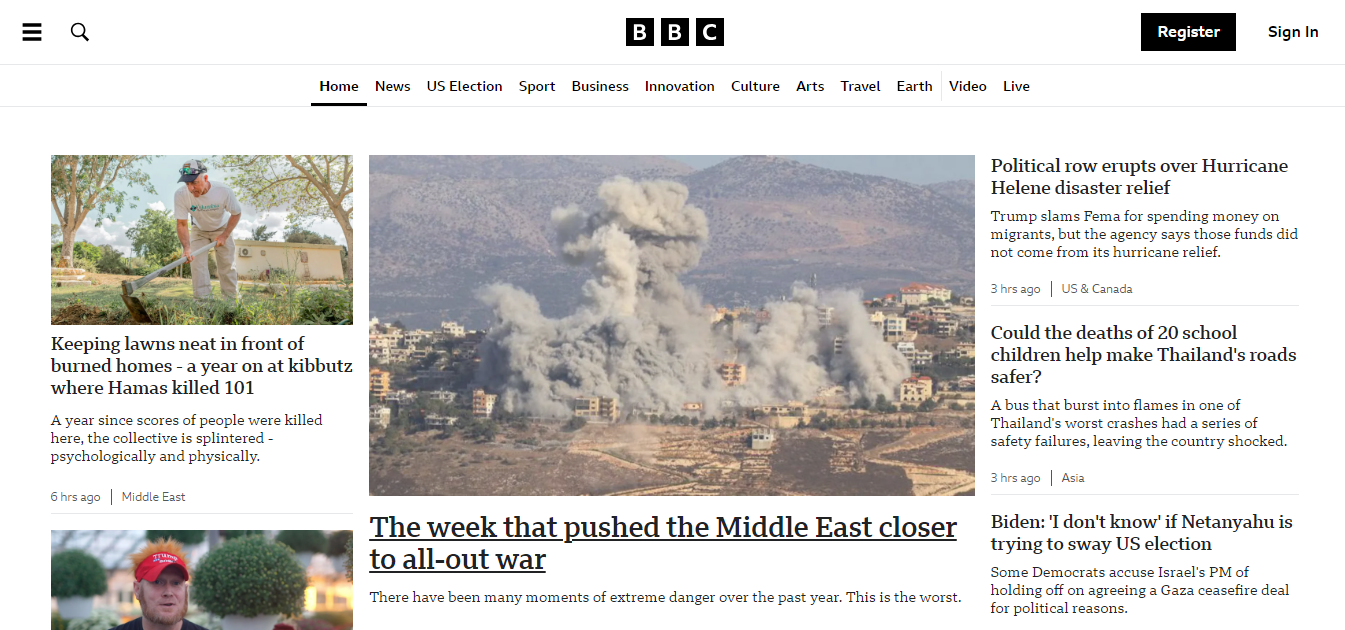 BBC
Register
Sign In
Home News US Election Sport Business Innovation Culture Arts Travel Earth Video Live
Keeping lawns neat in front of
burned homes - a year on at kibbutz
where Hamas killed 101
A year since scores of people were killed
here, the collective is splintered -
psychologically and physically.
6 hrs ago | Middle East
TRUMP
The week that pushed the Middle East closer
to all-out war
There have been many moments of extreme danger over the past year. This is the worst.
Political row erupts over Hurricane
Helene disaster relief
Trump slams Fema for spending money on
migrants, but the agency says those funds did
not come from its hurricane relief.
3 hrs ago | US & Canada
Could the deaths of 20 school
children help make Thailand's roads
safer?
A bus that burst into flames in one of
Thailand's worst crashes had a series of
safety failures, leaving the country shocked.
3 hrs ago | Asia
Biden: 'I don't know' if Netanyahu is
trying to sway US election
Some Democrats accuse Israel's PM of
holding off on agreeing a Gaza ceasefire deal
for political reasons.